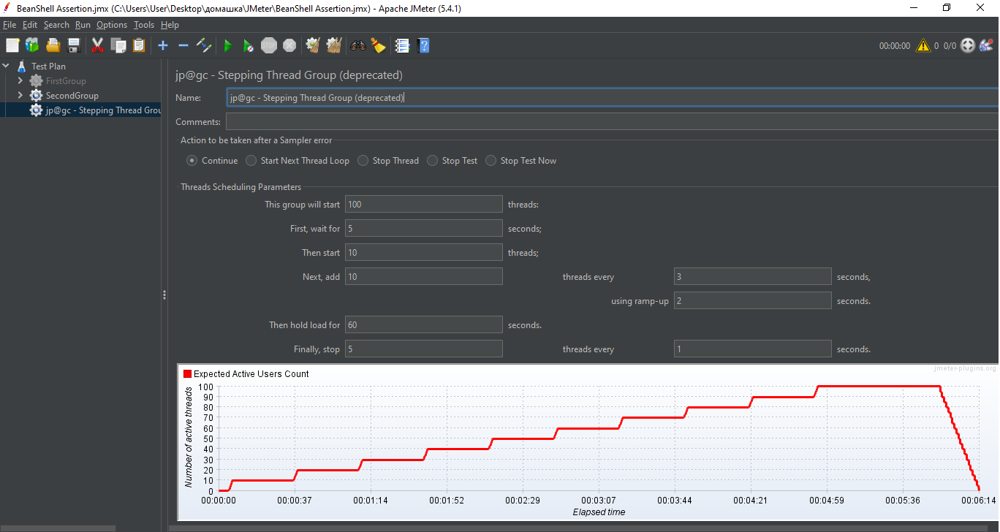 BeanShell Assertion.jmx (C:\Users\User\Desktop\домашка\JMeter\BeanShell Assertion.jmx) - Apache JMeter (5.4.1)
File Edit Search Run Options Tools Help
STOP 00:00:00 0 0/0
Test Plan
FirstGroup
SecondGroup
jp@gc - Stepping Thread Grou
jp@gc - Stepping Thread Group (deprecated)
Name: jp@gc - Stepping Thread Group (deprecated)
Comments:
Action to be taken after a Sampler error
Continue Start Next Thread Loop Stop Thread Stop Test Stop Test Now
Threads Scheduling Parameters
This group will start 100 threads:
First, wait for 5 seconds;
Then start 10 threads;
Next, add 10 threads every 3 seconds,
using ramp-up 2 seconds.
Then hold load for 60 seconds.
Finally, stop 5 threads every 1 seconds.
jmeter-plugins.org
Expected Active Users Count
Number of active threads
100
90
80
70
60
50
40
30
20
10
0
00:00:00 00:00:37 00:01:14 00:01:52 00:02:29 00:03:07 00:03:44 00:04:21 00:04:59 00:05:36 00:06:14
Elapsed time